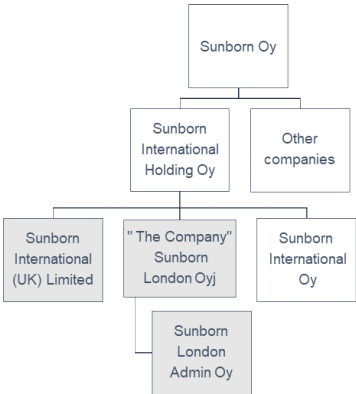 Sunborn Oy
Sunborn
International
Holding Oy
Other
companies
Sunborn
International
(UK) Limited
" The Company"
Sunborn
London Oyj
Sunborn
International
Oy
Sunborn
London
Admin Oy